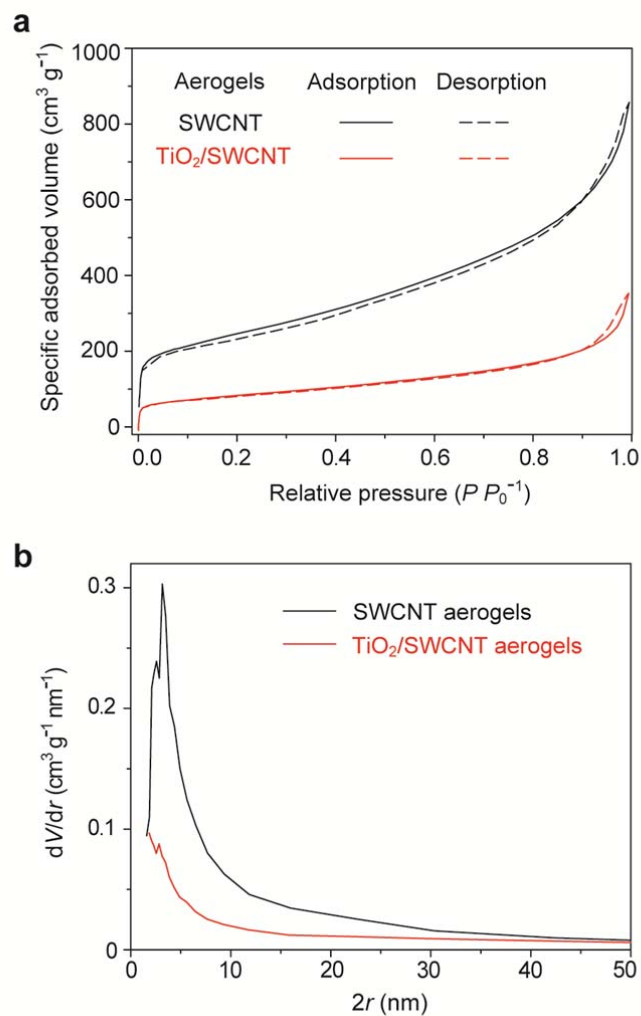 a
Specific adsorbed volume (cm³ g⁻¹)
1000
800
600
400
200
0
Aerogels Adsorption Desorption
SWCNT
TiO₂/SWCNT
0.0 0.2 0.4 0.6 0.8 1.0
Relative pressure (P P₀⁻¹)
b
dV/dr (cm³ g⁻¹ nm⁻¹)
0.3
0.2
0.1
0
SWCNT aerogels
TiO₂/SWCNT aerogels
0 10 20 30 40 50
2r (nm)